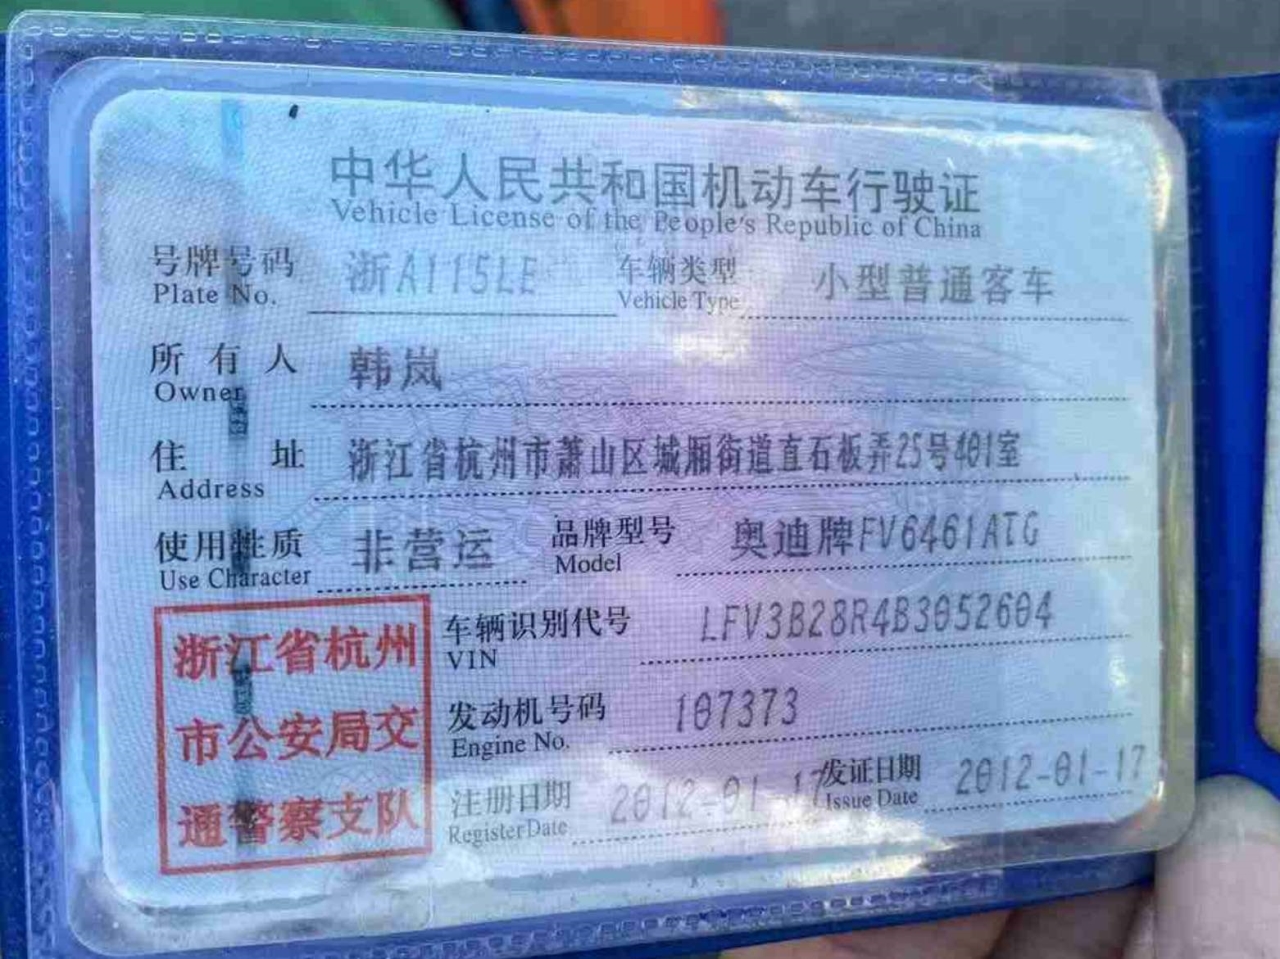 中华人民共和国机动车行驶证
Vehicle License of the People's Republic of China
号牌号码 浙A115LE 车辆类型 小型普通客车
Plate No. Vehicle Type
所有人 韩岚
Owner
住址 浙江省杭州市萧山区城厢街道直石板弄25号401室
Address
使用性质 非营运 品牌型号 奥迪牌FV6461ATG
Use Character Model
浙江省杭州
市公安局交
通警察支队
车辆识别代号 LFV3B28R4B3052604
VIN
发动机号码 107373
Engine No.
注册日期 2012-01-17 发证日期 2012-01-17
Register Date Issue Date